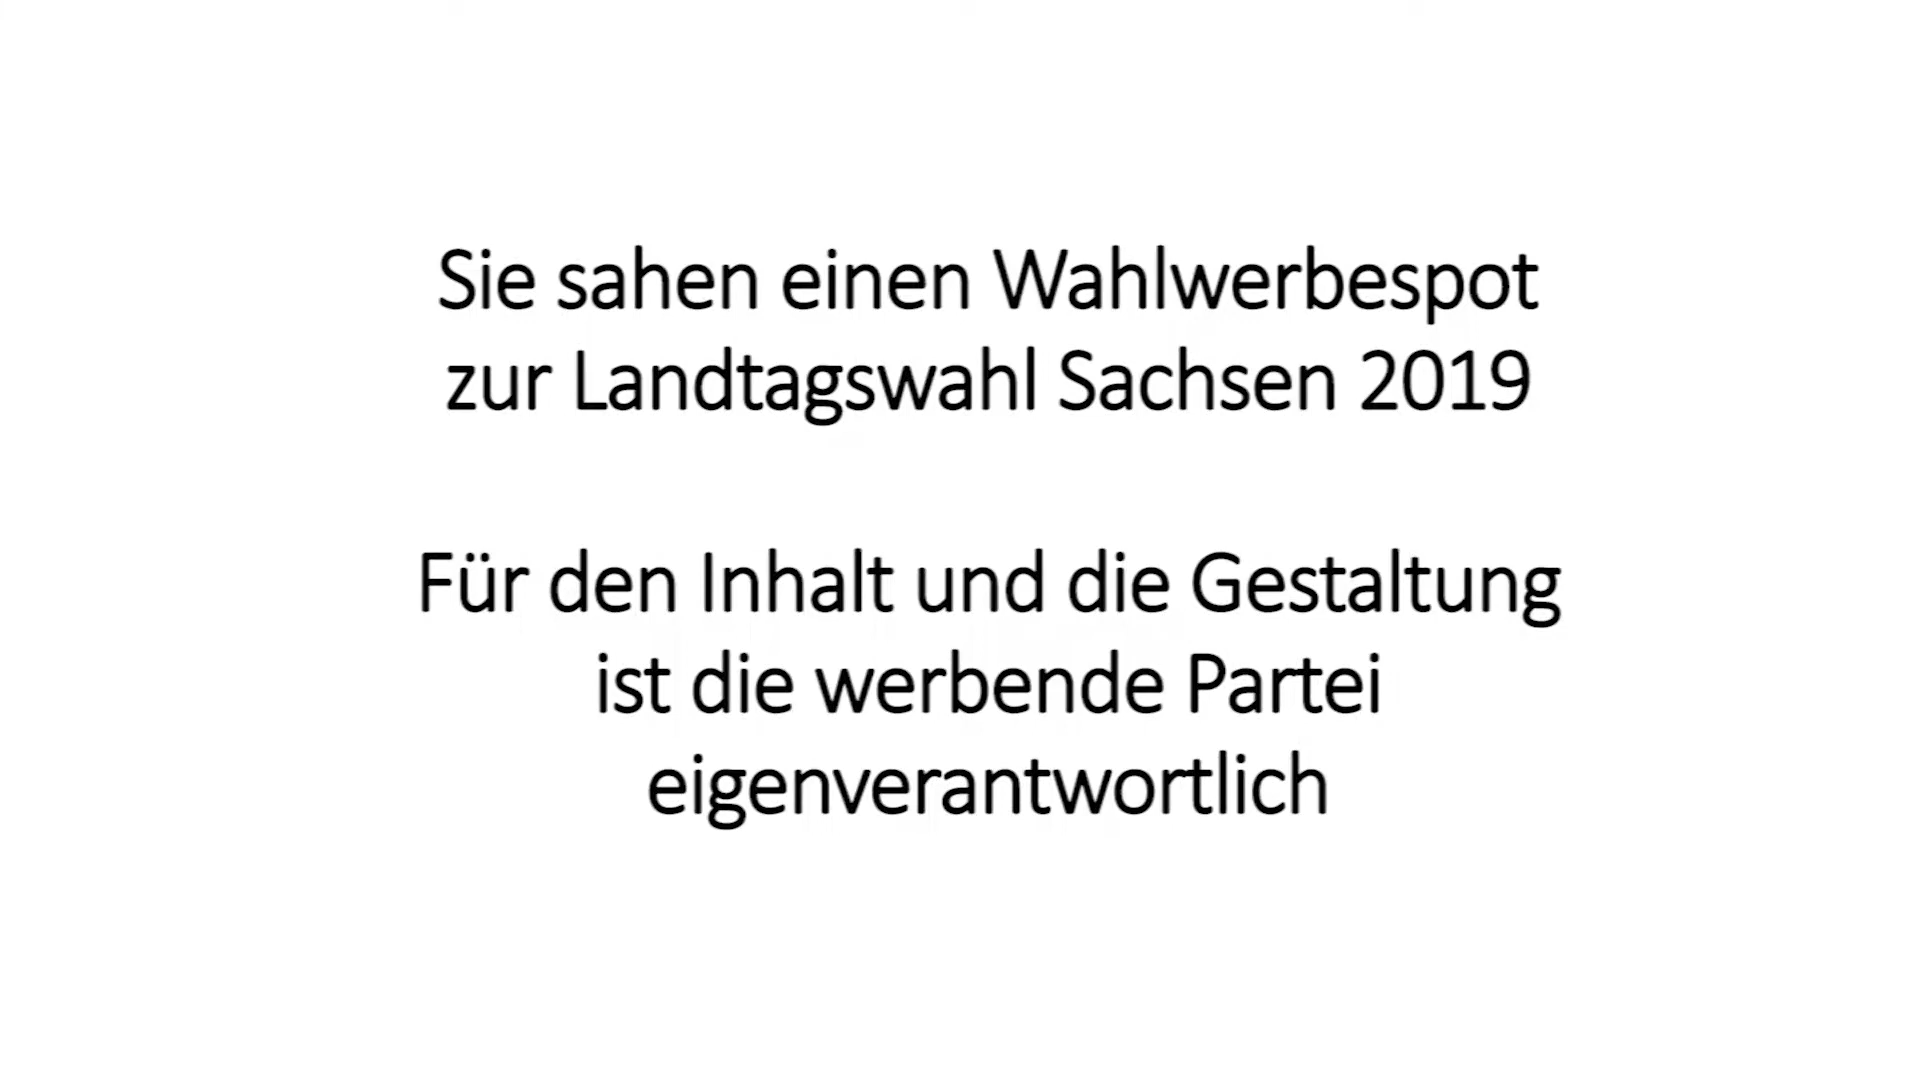 Sie sahen einen Wahlwerbespot
zur Landtagswahl Sachsen 2019
Für den Inhalt und die Gestaltung
ist die werbende Partei
eigenverantwortlich